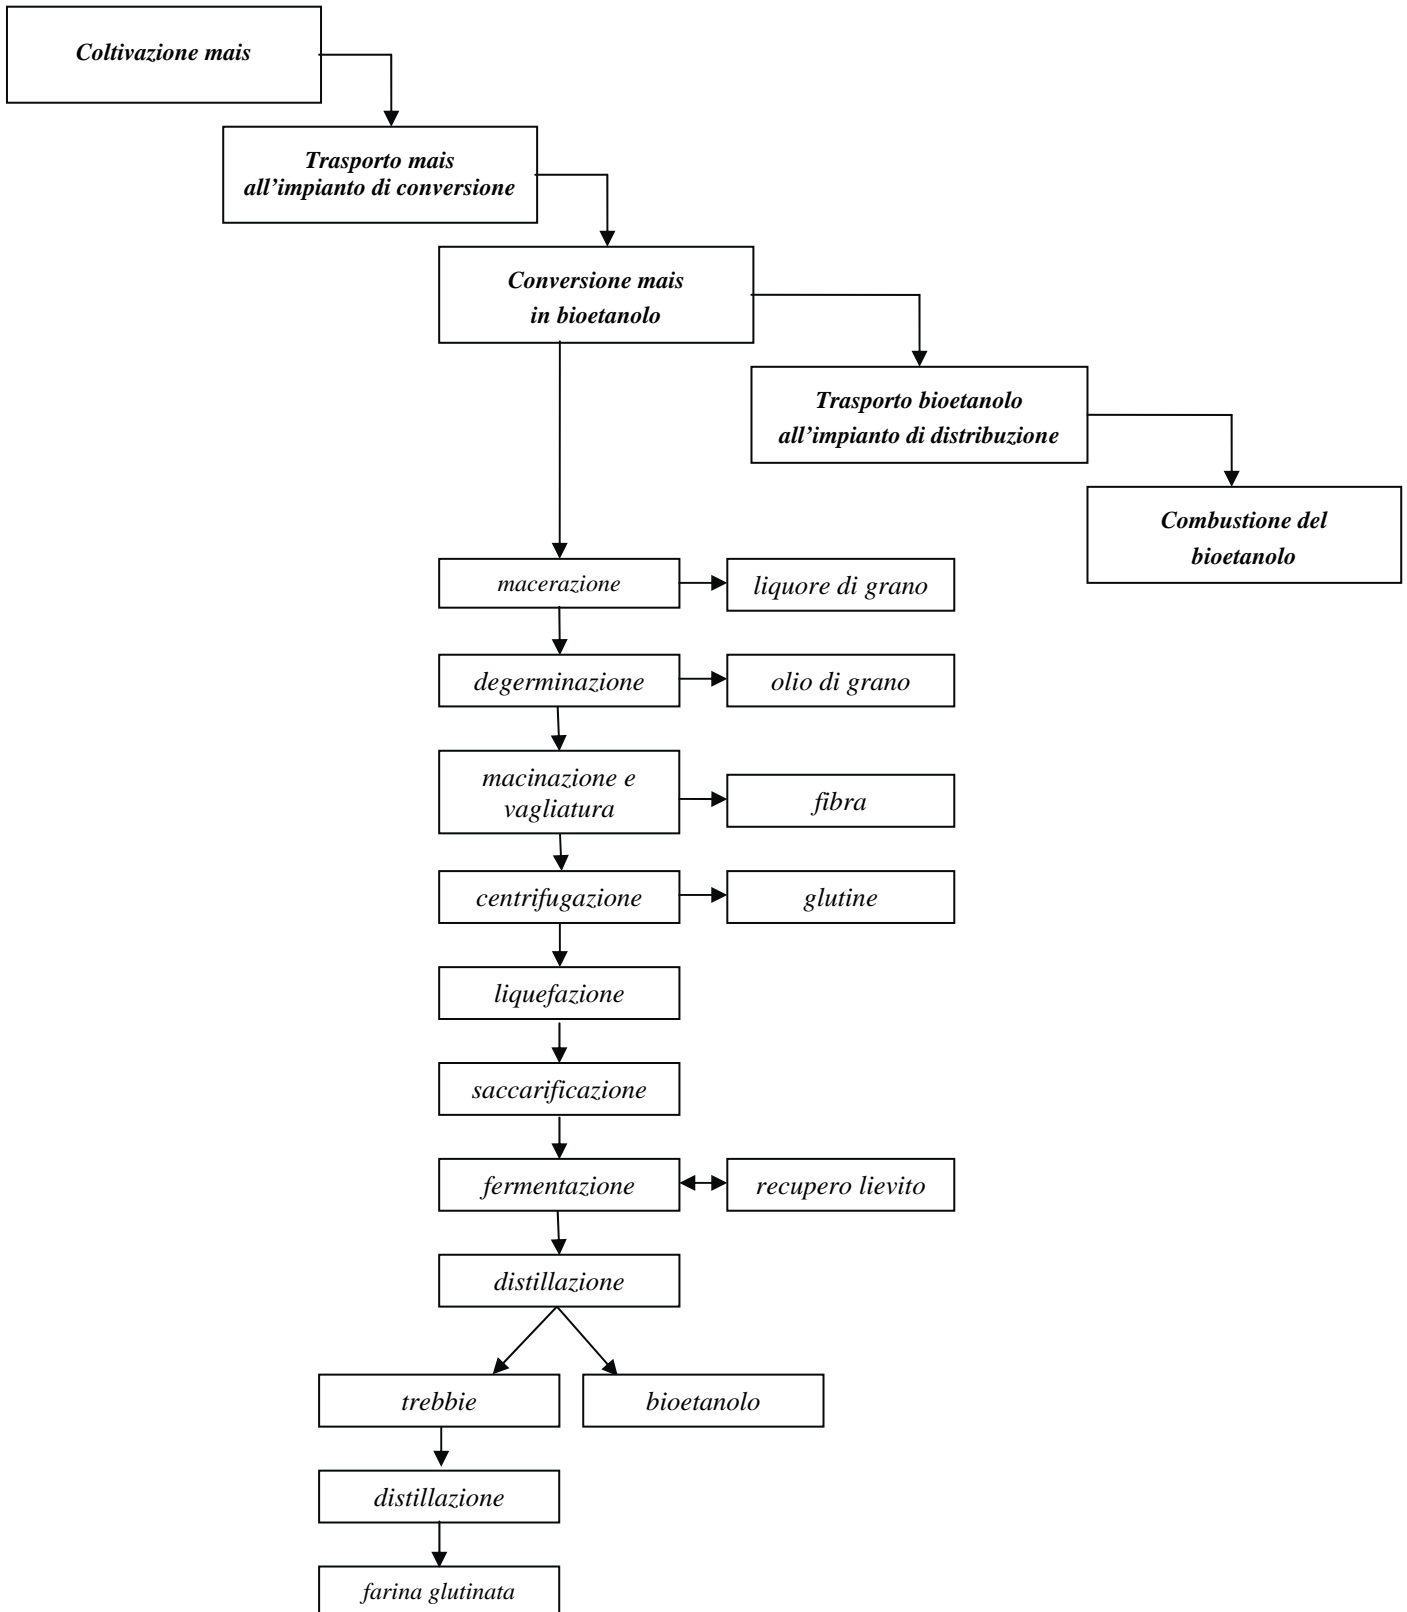 Coltivazione mais
Trasporto mais
all’impianto di conversione
Conversione mais
in bioetanolo
Trasporto bioetanolo
all’impianto di distribuzione
Combustione del
bioetanolo
macerazione
liquore di grano
degerminazione
olio di grano
macinazione e
vagliatura
fibra
centrifugazione
glutine
liquefazione
saccarificazione
fermentazione
recupero lievito
distillazione
trebbie
bioetanolo
distillazione
farina glutinata